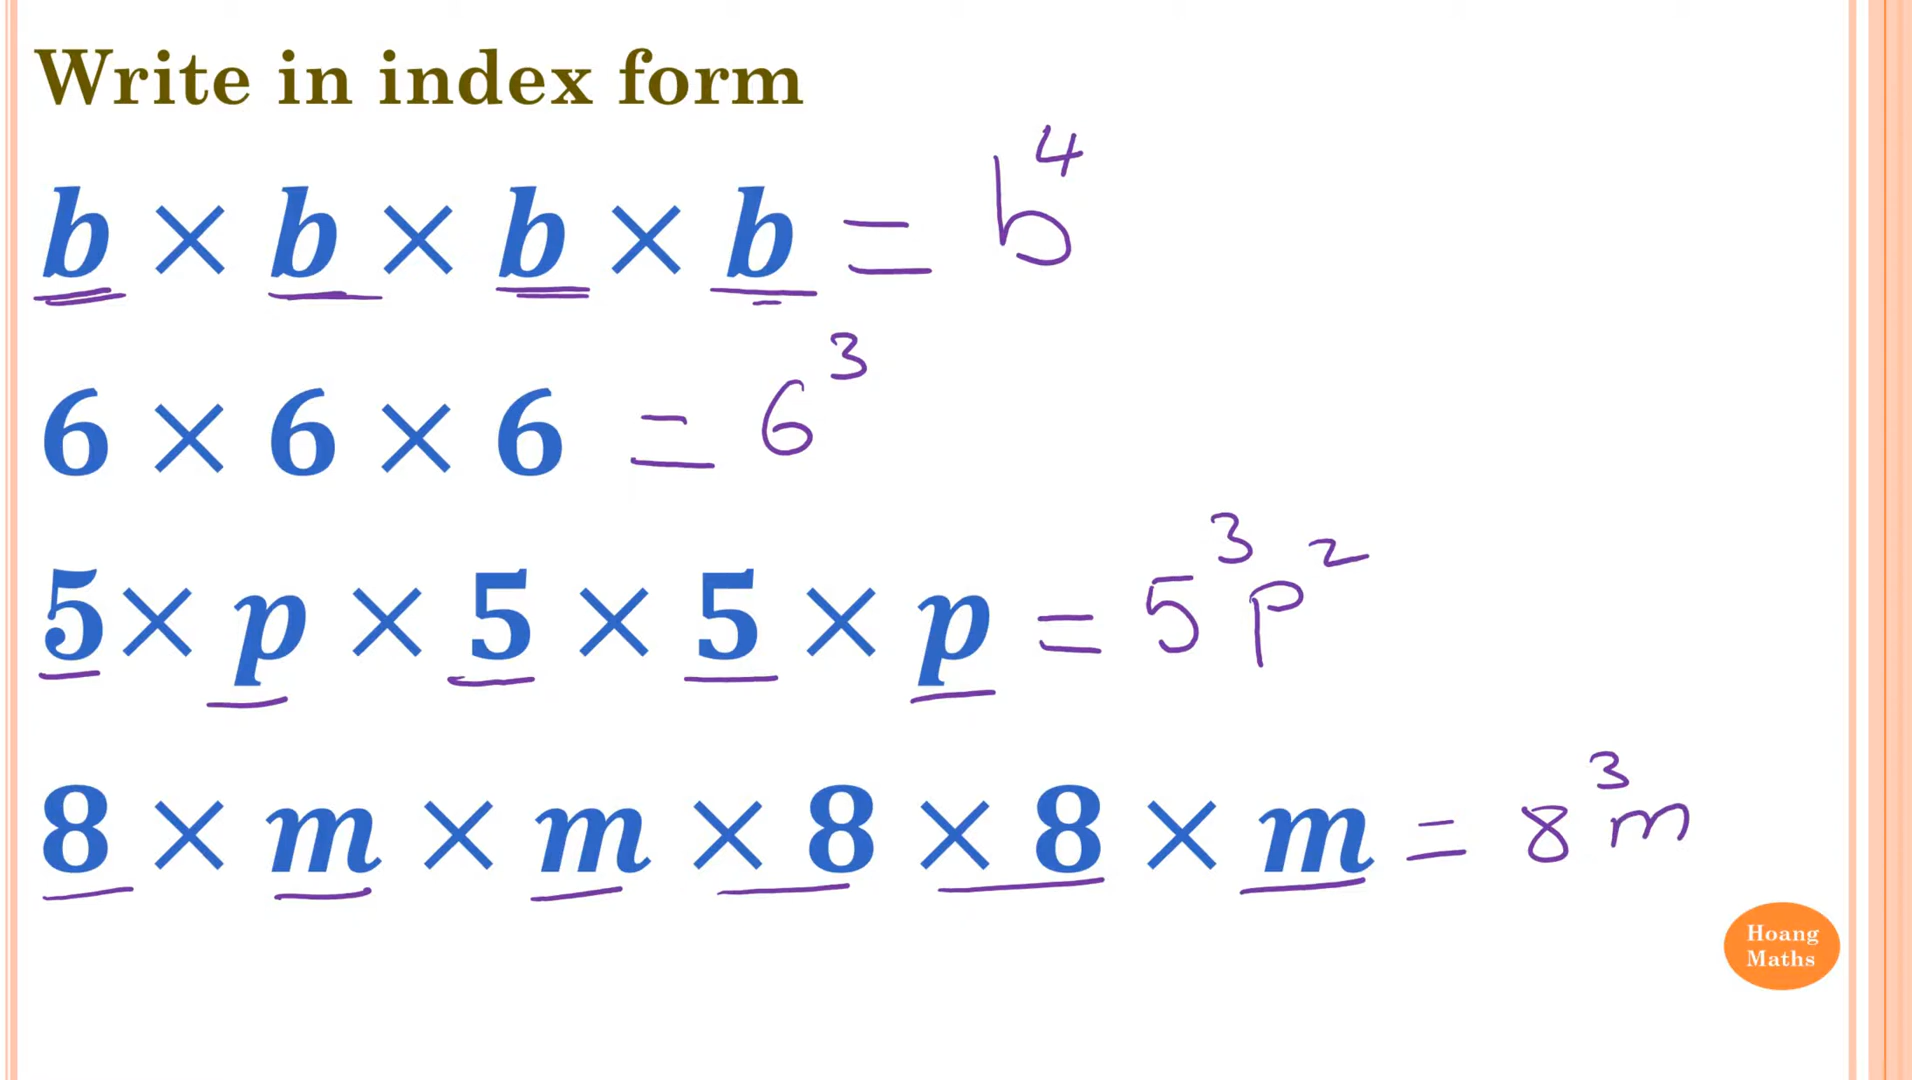 Write in index form
b × b × b × b = b⁴
6 × 6 × 6 = 6³
5 × p × 5 × 5 × p = 5³p²
8 × m × m × 8 × 8 × m = 8³m
Hoang
Maths